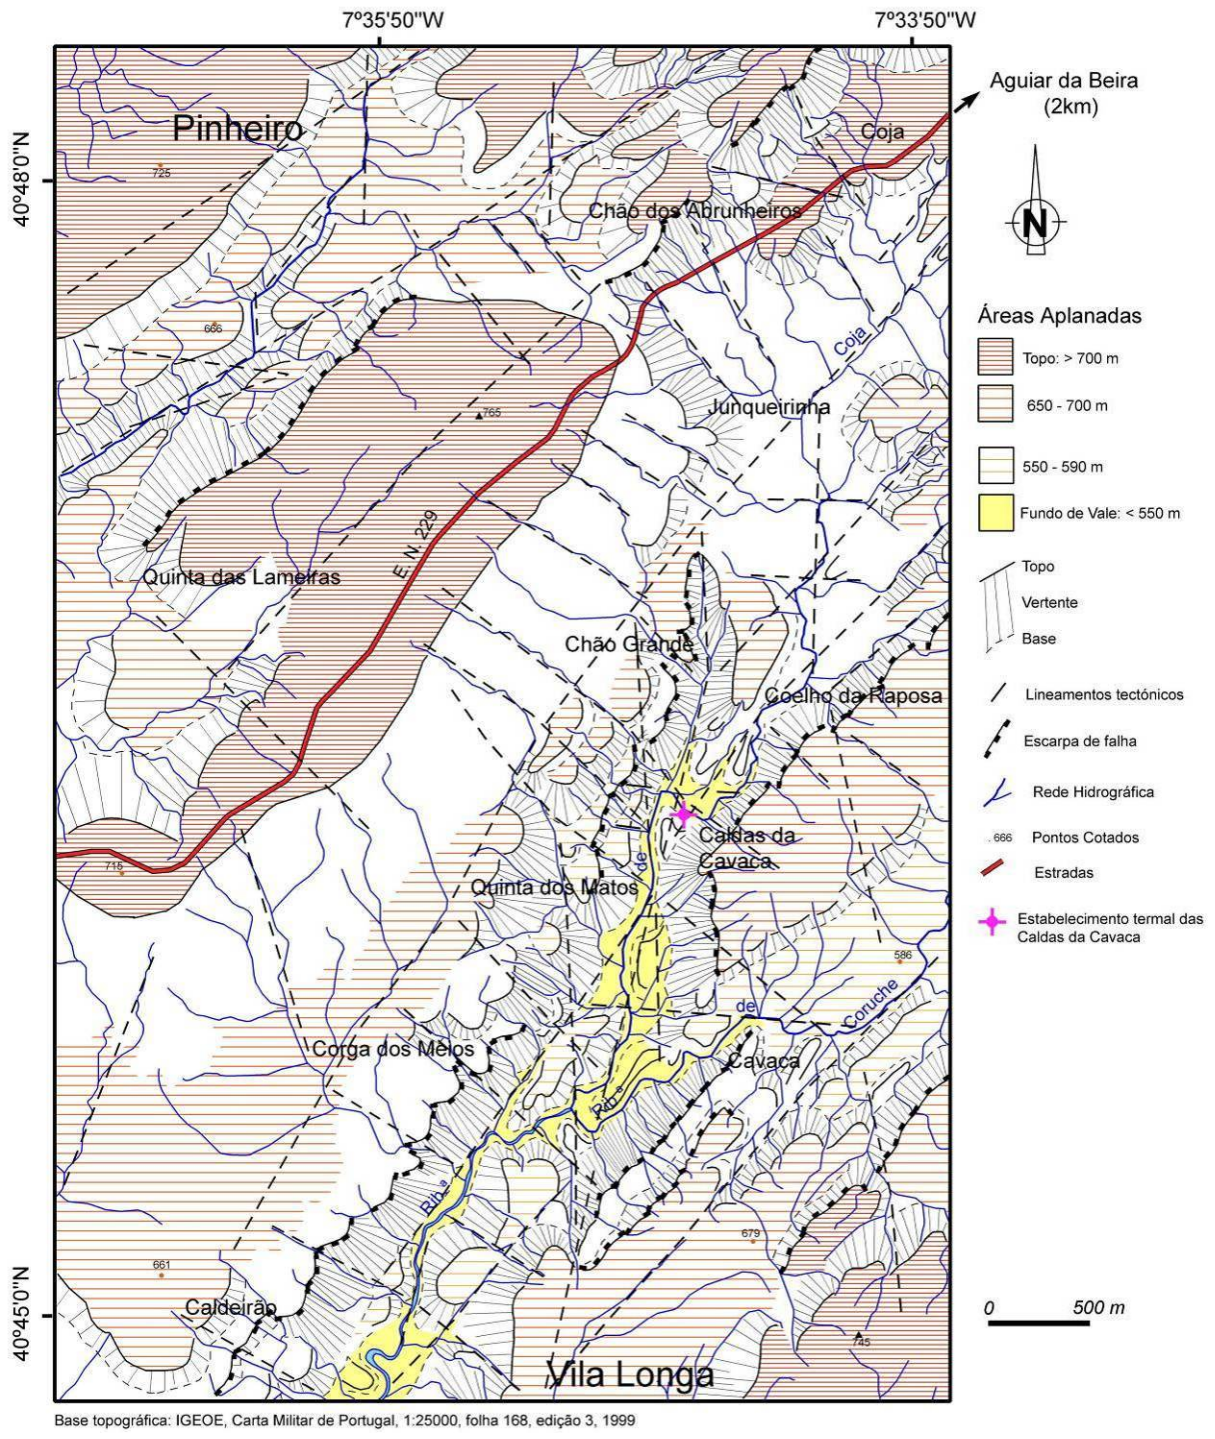 7º35'50"W
7º33'50"W
Aguiar da Beira
(2km)
Pinheiro
Coja
725
40º48'0"N
Chão dos Abrunheiros
N
666
Coja
Áreas Aplanadas
Topo: > 700 m
650 - 700 m
765
Junqueirinha
550 - 590 m
Fundo de Vale: < 550 m
E. N. 229
Quinta das Lameiras
Topo
Vertente
Base
Chão Grande
Coelho da Raposa
Lineamentos tectónicos
Escarpa de falha
Rede Hidrográfica
Caldas da
Cavaca
de
. 666
Pontos Cotados
715
Quinta dos Matos
Estradas
Estabelecimento termal das
Caldas da Cavaca
586
de
Coruche
Corga dos Meios
Cavaca
Rib.ª
Rib.ª
679
661
40º45'0"N
Caldeirão
0
500 m
745
Vila Longa
Base topográfica: IGEOE, Carta Militar de Portugal, 1:25000, folha 168, edição 3, 1999